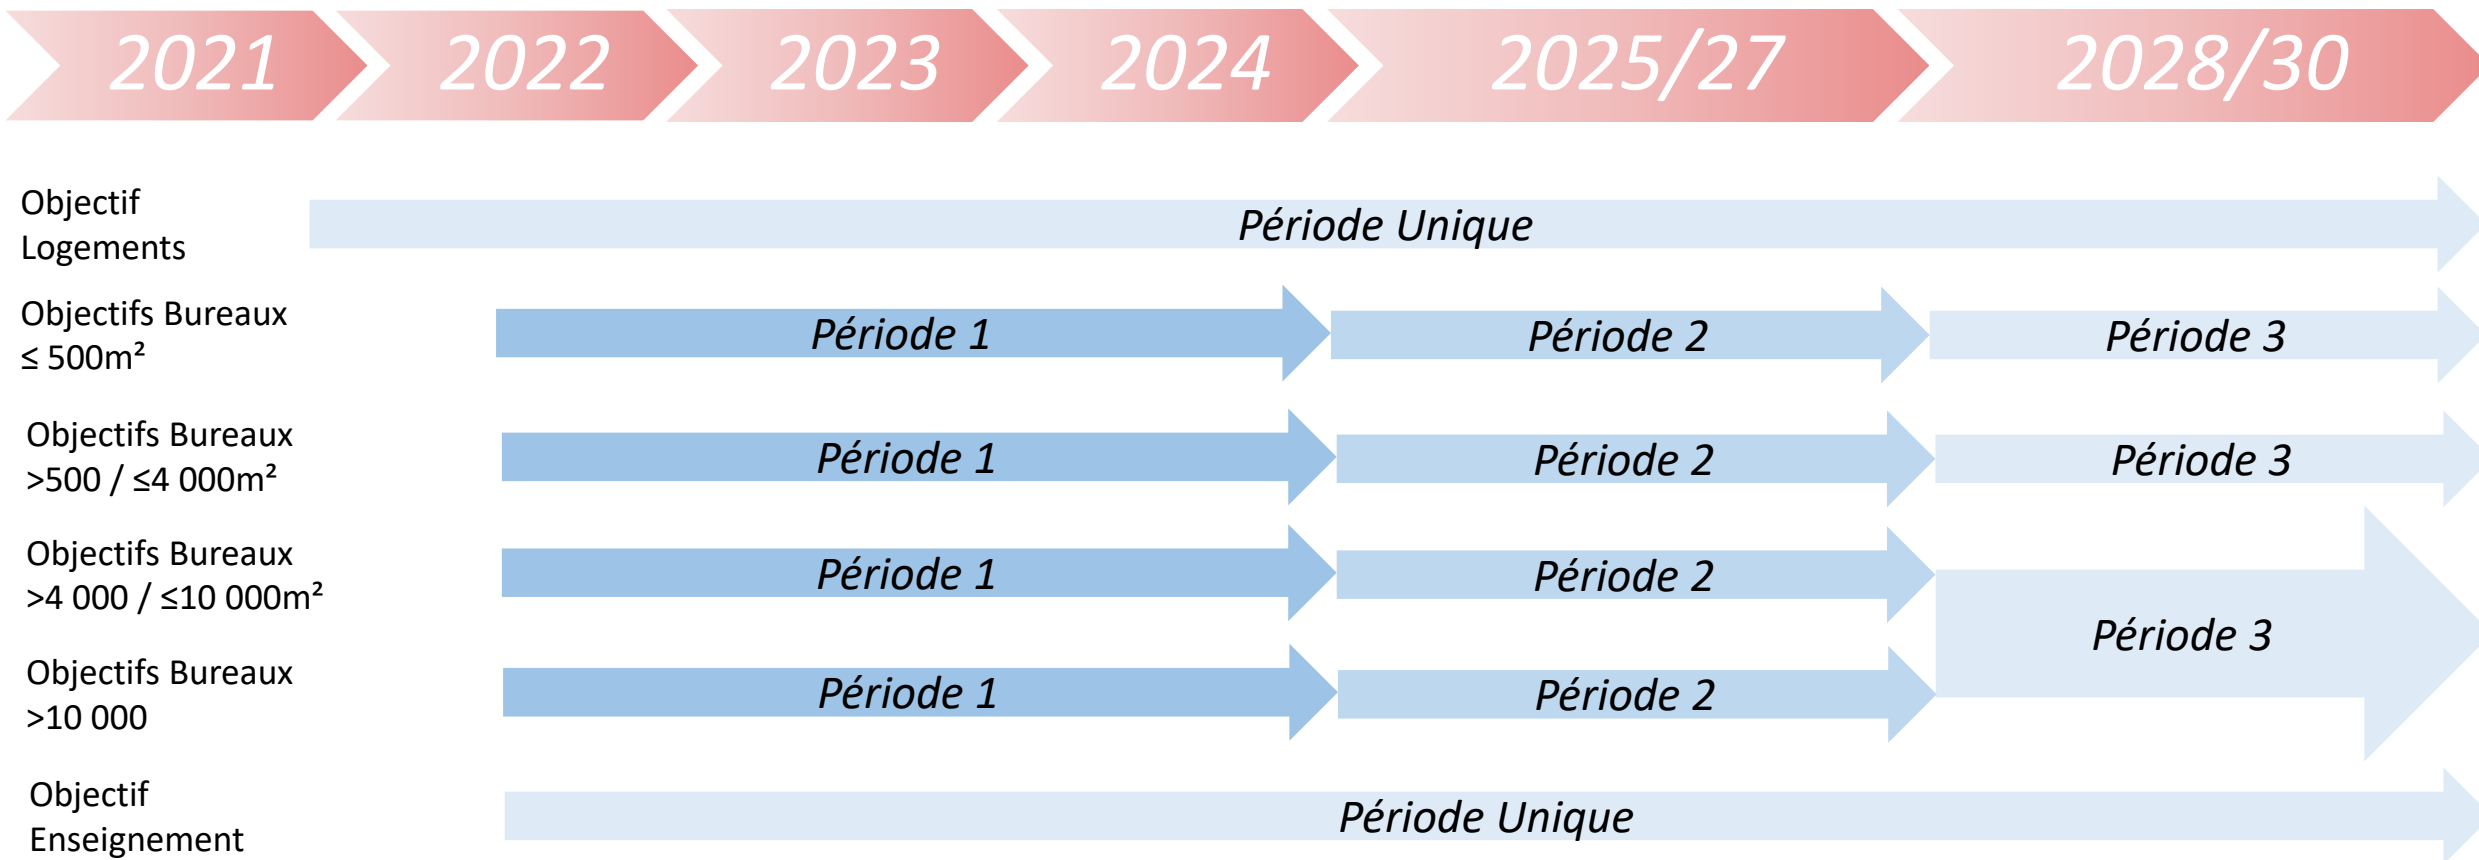 2021 2022 2023 2024 2025/27 2028/30
Objectif
Logements
Période Unique
Objectifs Bureaux
≤ 500m²
Période 1 Période 2 Période 3
Objectifs Bureaux
>500 / ≤4 000m²
Période 1 Période 2 Période 3
Objectifs Bureaux
>4 000 / ≤10 000m²
Période 1 Période 2
Période 3
Objectifs Bureaux
>10 000
Période 1 Période 2
Objectif
Enseignement
Période Unique